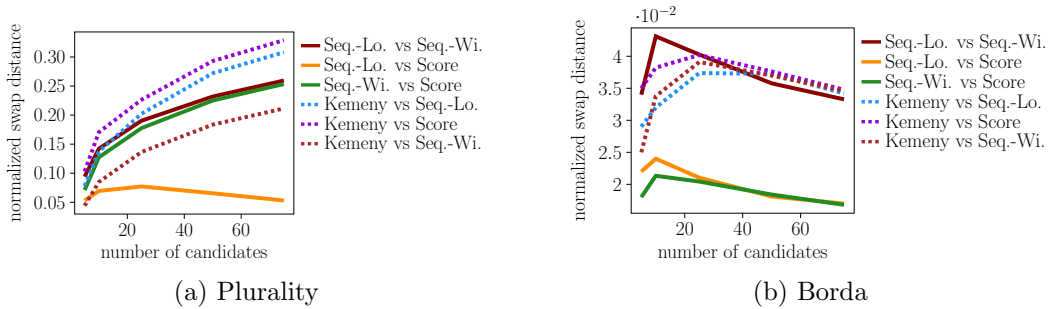 normalized swap distance
0.30
0.25
0.20
0.15
0.10
0.05
20
40
60
number of candidates
Seq.-Lo. vs Seq.-Wi.
Seq.-Lo. vs Score
Seq.-Wi. vs Score
Kemeny vs Seq.-Lo.
Kemeny vs Score
Kemeny vs Seq.-Wi.
(a) Plurality
·10⁻²
normalized swap distance
4
3.5
3
2.5
2
20
40
60
number of candidates
Seq.-Lo. vs Seq.-Wi.
Seq.-Lo. vs Score
Seq.-Wi. vs Score
Kemeny vs Seq.-Lo.
Kemeny vs Score
Kemeny vs Seq.-Wi.
(b) Borda